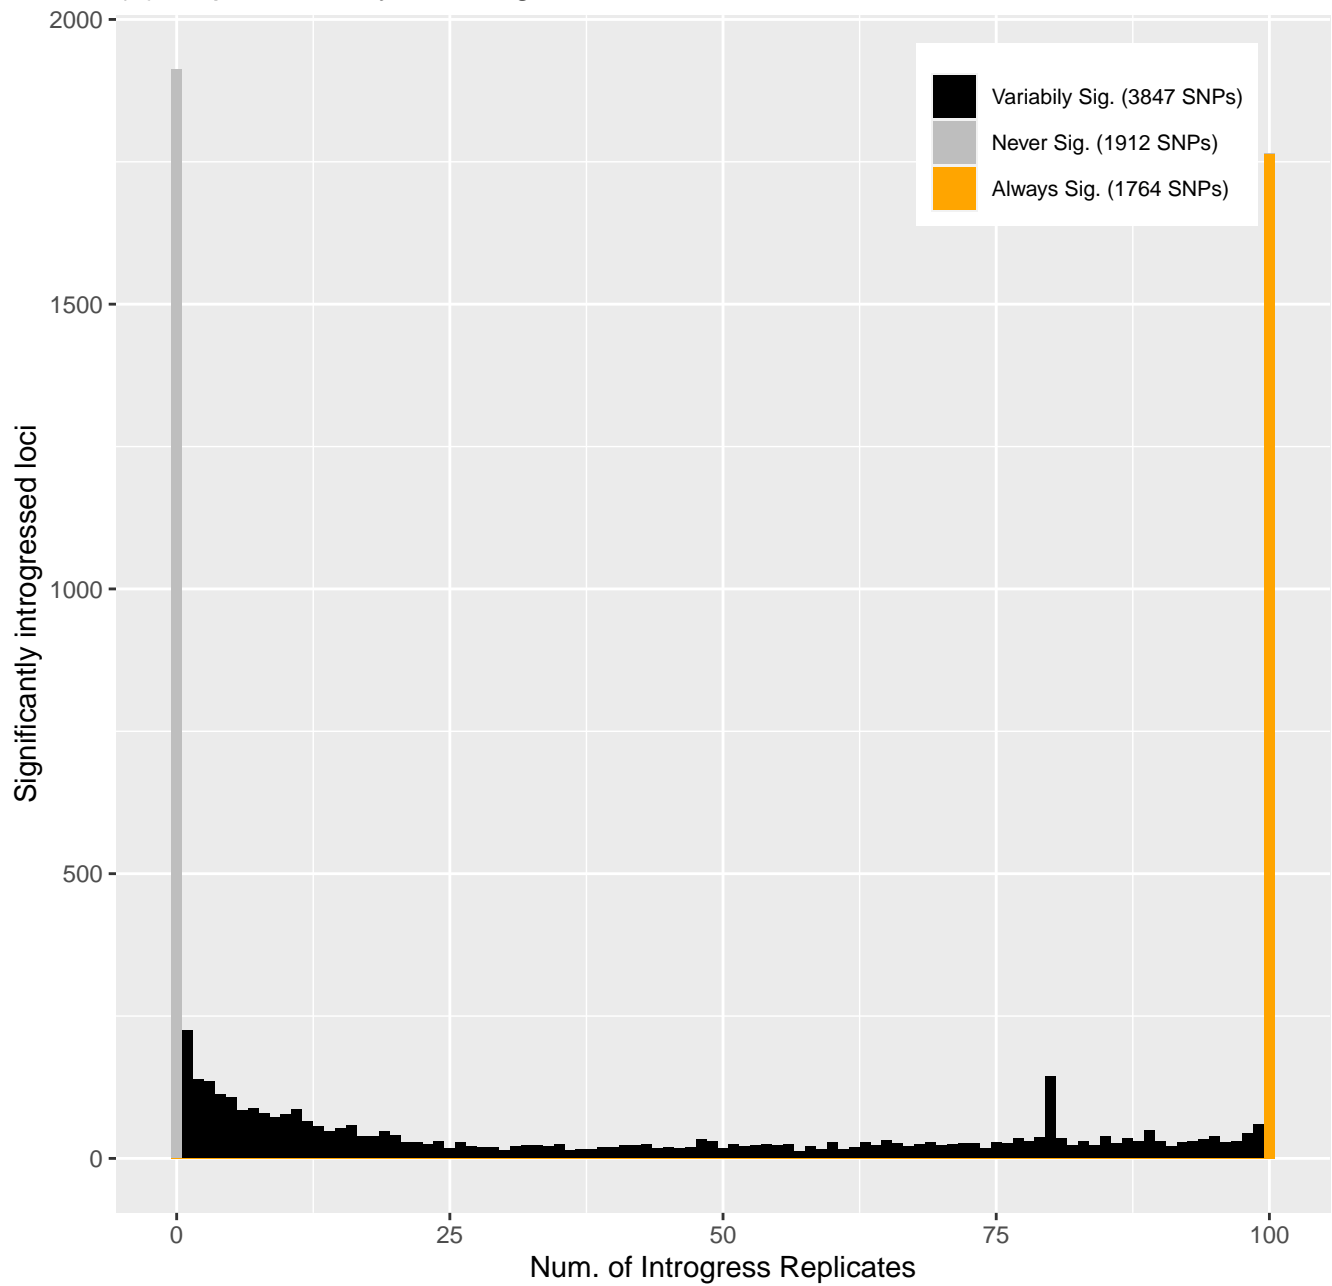 2000
1500
1000
500
0
Significantly introgressed loci
Variabily Sig. (3847 SNPs)
Never Sig. (1912 SNPs)
Always Sig. (1764 SNPs)
0 25 50 75 100
Num. of Introgress Replicates